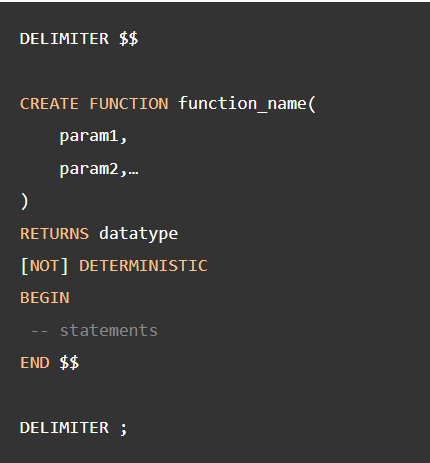 DELIMITER $$
CREATE FUNCTION function_name(
    param1,
    param2,…
)
RETURNS datatype
[NOT] DETERMINISTIC
BEGIN
 -- statements
END $$
DELIMITER ;